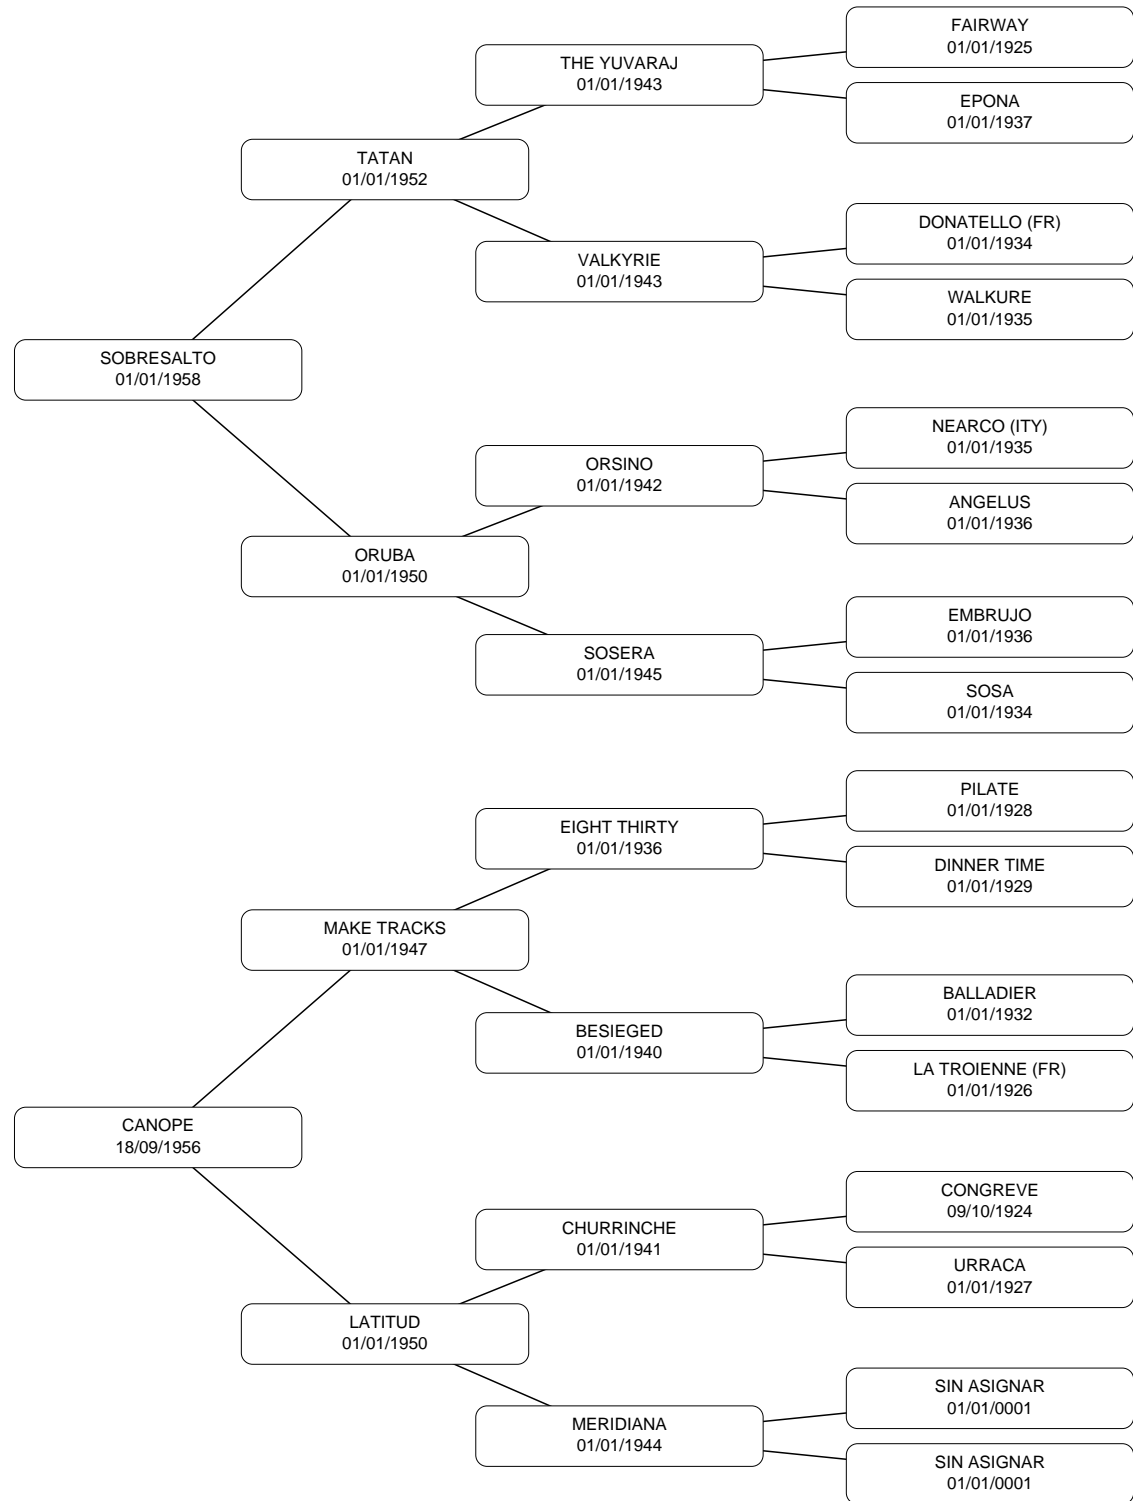 FAIRWAY
01/01/1925
THE YUVARAJ
01/01/1943
EPONA
01/01/1937
TATAN
01/01/1952
DONATELLO (FR)
01/01/1934
VALKYRIE
01/01/1943
WALKURE
01/01/1935
SOBRESALTO
01/01/1958
NEARCO (ITY)
01/01/1935
ORSINO
01/01/1942
ANGELUS
01/01/1936
ORUBA
01/01/1950
EMBRUJO
01/01/1936
SOSERA
01/01/1945
SOSA
01/01/1934
PILATE
01/01/1928
EIGHT THIRTY
01/01/1936
DINNER TIME
01/01/1929
MAKE TRACKS
01/01/1947
BALLADIER
01/01/1932
BESIEGED
01/01/1940
LA TROIENNE (FR)
01/01/1926
CANOPE
18/09/1956
CONGREVE
09/10/1924
CHURRINCHE
01/01/1941
URRACA
01/01/1927
LATITUD
01/01/1950
SIN ASIGNAR
01/01/0001
MERIDIANA
01/01/1944
SIN ASIGNAR
01/01/0001